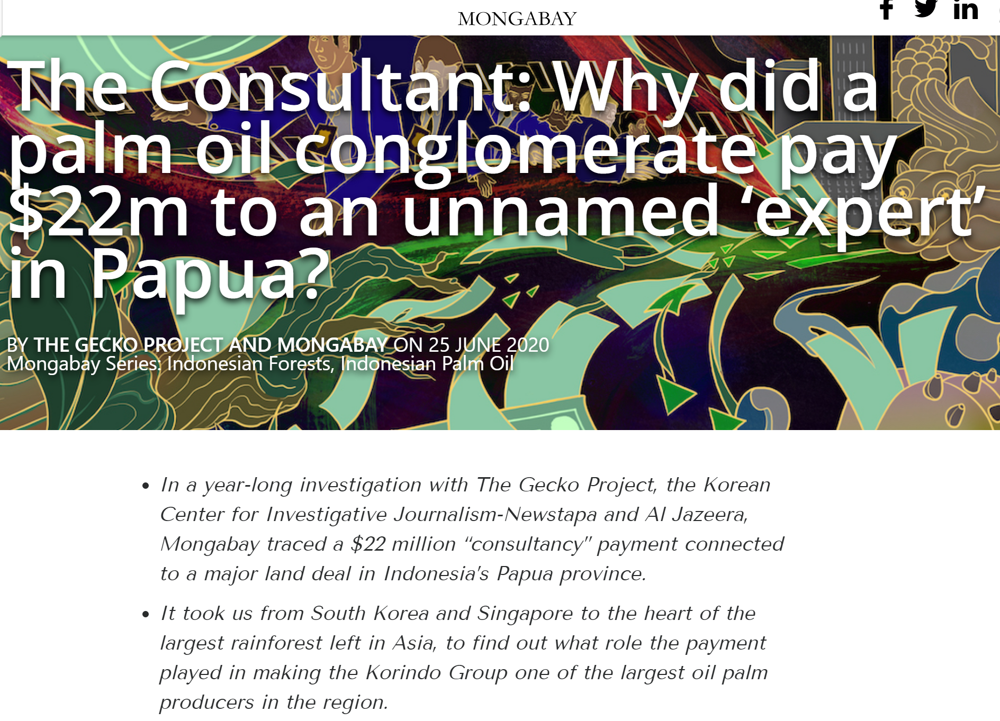 MONGABAY
The Consultant: Why did a
palm oil conglomerate pay
$22m to an unnamed ‘expert’
in Papua?
BY THE GECKO PROJECT AND MONGABAY ON 25 JUNE 2020
Mongabay Series: Indonesian Forests, Indonesian Palm Oil
• In a year-long investigation with The Gecko Project, the Korean
Center for Investigative Journalism-Newstapa and Al Jazeera,
Mongabay traced a $22 million “consultancy” payment connected
to a major land deal in Indonesia's Papua province.
• It took us from South Korea and Singapore to the heart of the
largest rainforest left in Asia, to find out what role the payment
played in making the Korindo Group one of the largest oil palm
producers in the region.